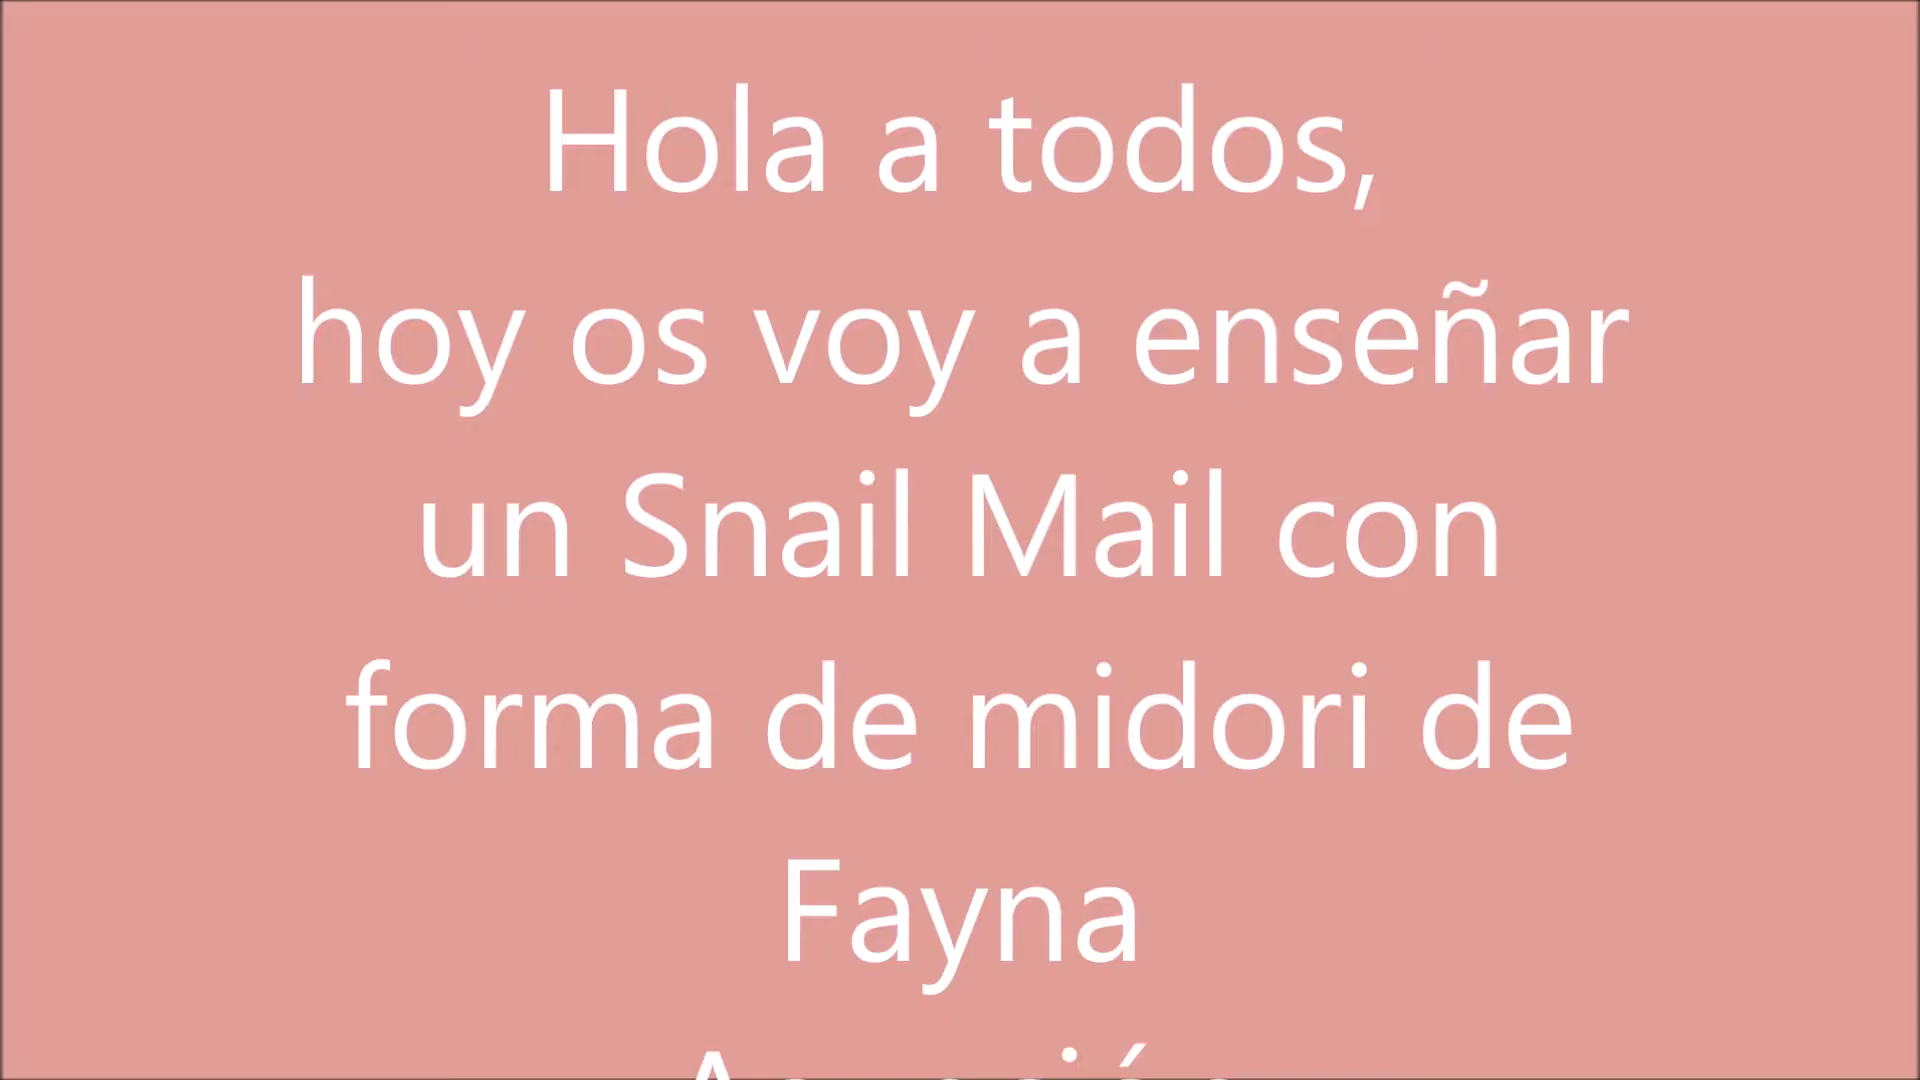 Hola a todos,
hoy os voy a enseñar
un Snail Mail con
forma de midori de
Fayna